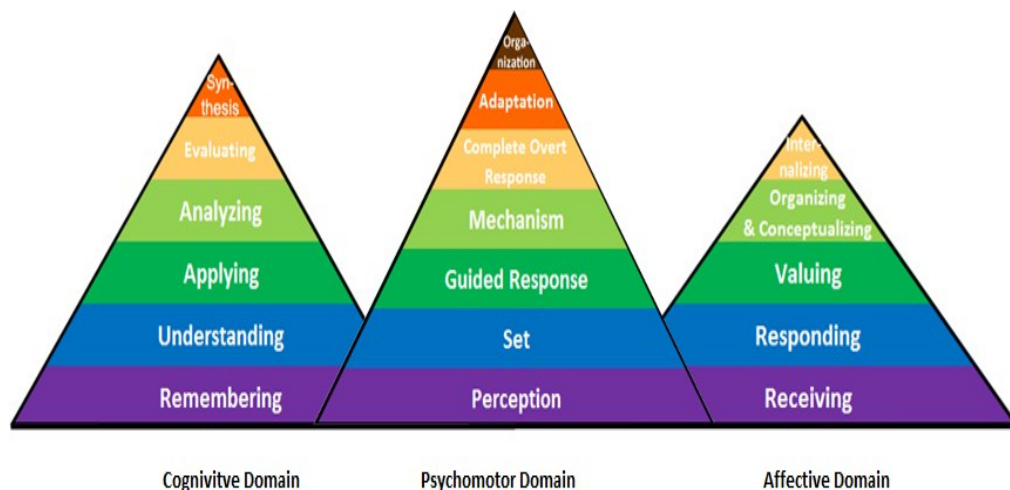 Syn-
thesis
Evaluating
Analyzing
Applying
Understanding
Remembering
Orga-
nization
Adaptation
Complete Overt
Response
Mechanism
Guided Response
Set
Perception
Inter-
nalizing
Organizing
& Conceptualizing
Valuing
Responding
Receiving
Cognivitve Domain
Psychomotor Domain
Affective Domain